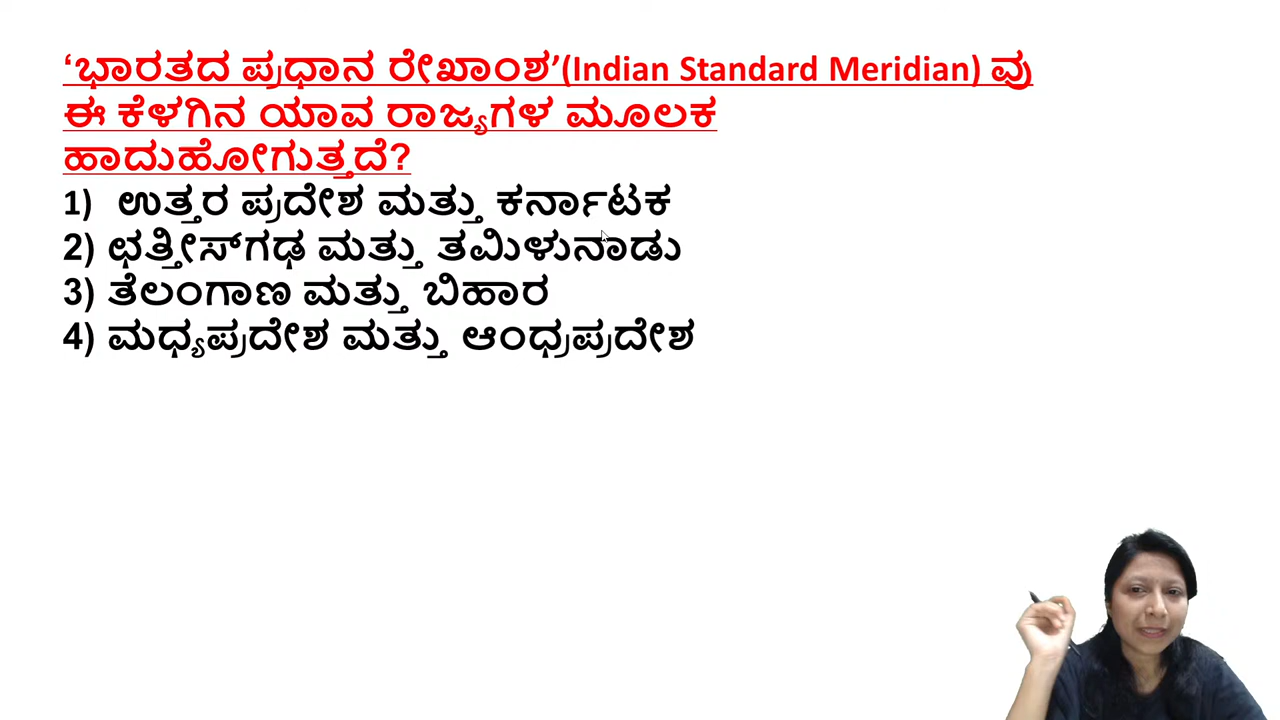 ‘ಭಾರತದ ಪ್ರಧಾನ ರೇಖಾಂಶ’(Indian Standard Meridian) ವು
ಈ ಕೆಳಗಿನ ಯಾವ ರಾಜ್ಯಗಳ ಮೂಲಕ
ಹಾದುಹೋಗುತ್ತದೆ?
1) ಉತ್ತರ ಪ್ರದೇಶ ಮತ್ತು ಕರ್ನಾಟಕ
2) ಛತ್ತೀಸ್‌ಗಢ ಮತ್ತು ತಮಿಳುನಾಡು
3) ತೆಲಂಗಾಣ ಮತ್ತು ಬಿಹಾರ
4) ಮಧ್ಯಪ್ರದೇಶ ಮತ್ತು ಆಂಧ್ರಪ್ರದೇಶ